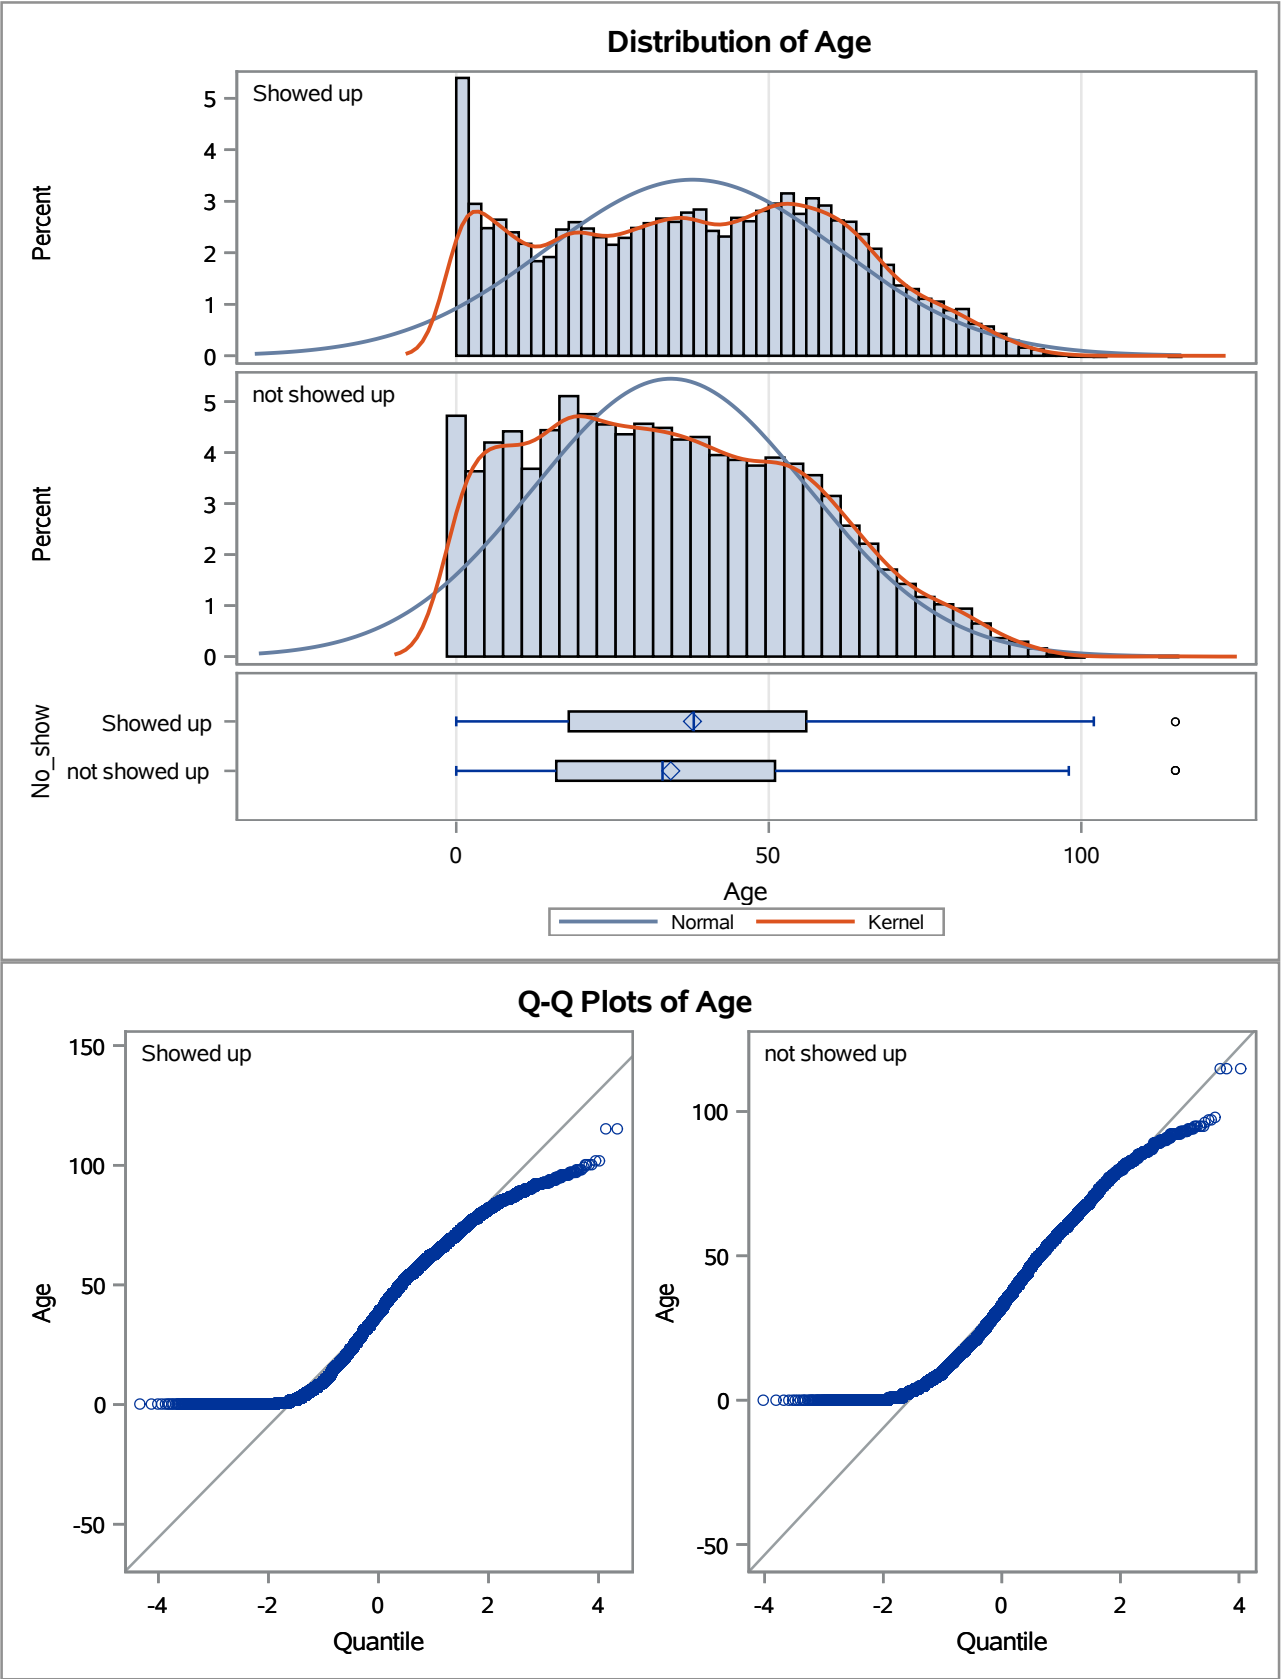 Distribution of Age
Showed up
Percent
5
4
3
2
1
0
not showed up
Percent
5
4
3
2
1
0
No_show
Showed up
not showed up
0 50 100
Age
Normal Kernel
Q-Q Plots of Age
Showed up
Age
150
100
50
0
-50
-4 -2 0 2 4
Quantile
not showed up
Age
100
50
0
-50
-4 -2 0 2 4
Quantile